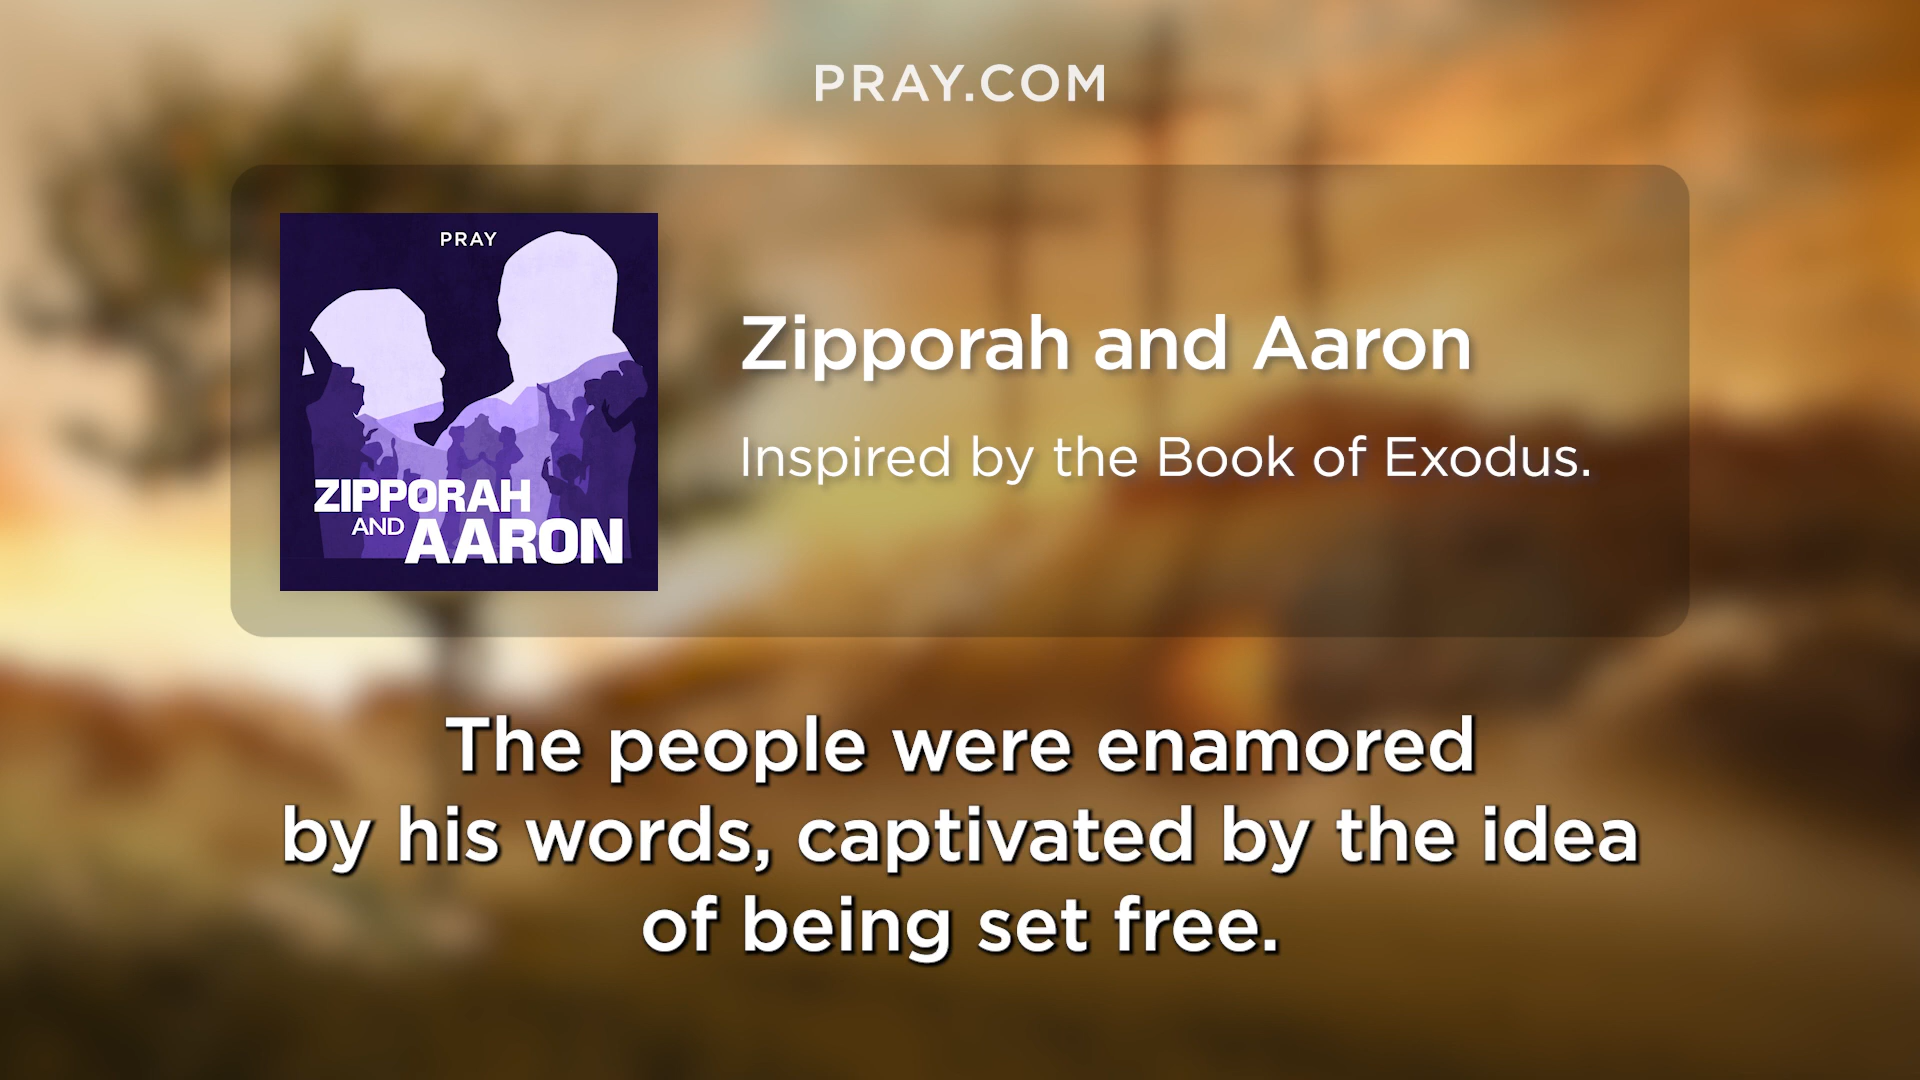 PRAY.COM
PRAY
ZIPPORAH
AND AARON
Zipporah and Aaron
Inspired by the Book of Exodus.
The people were enamored
by his words, captivated by the idea
of being set free.